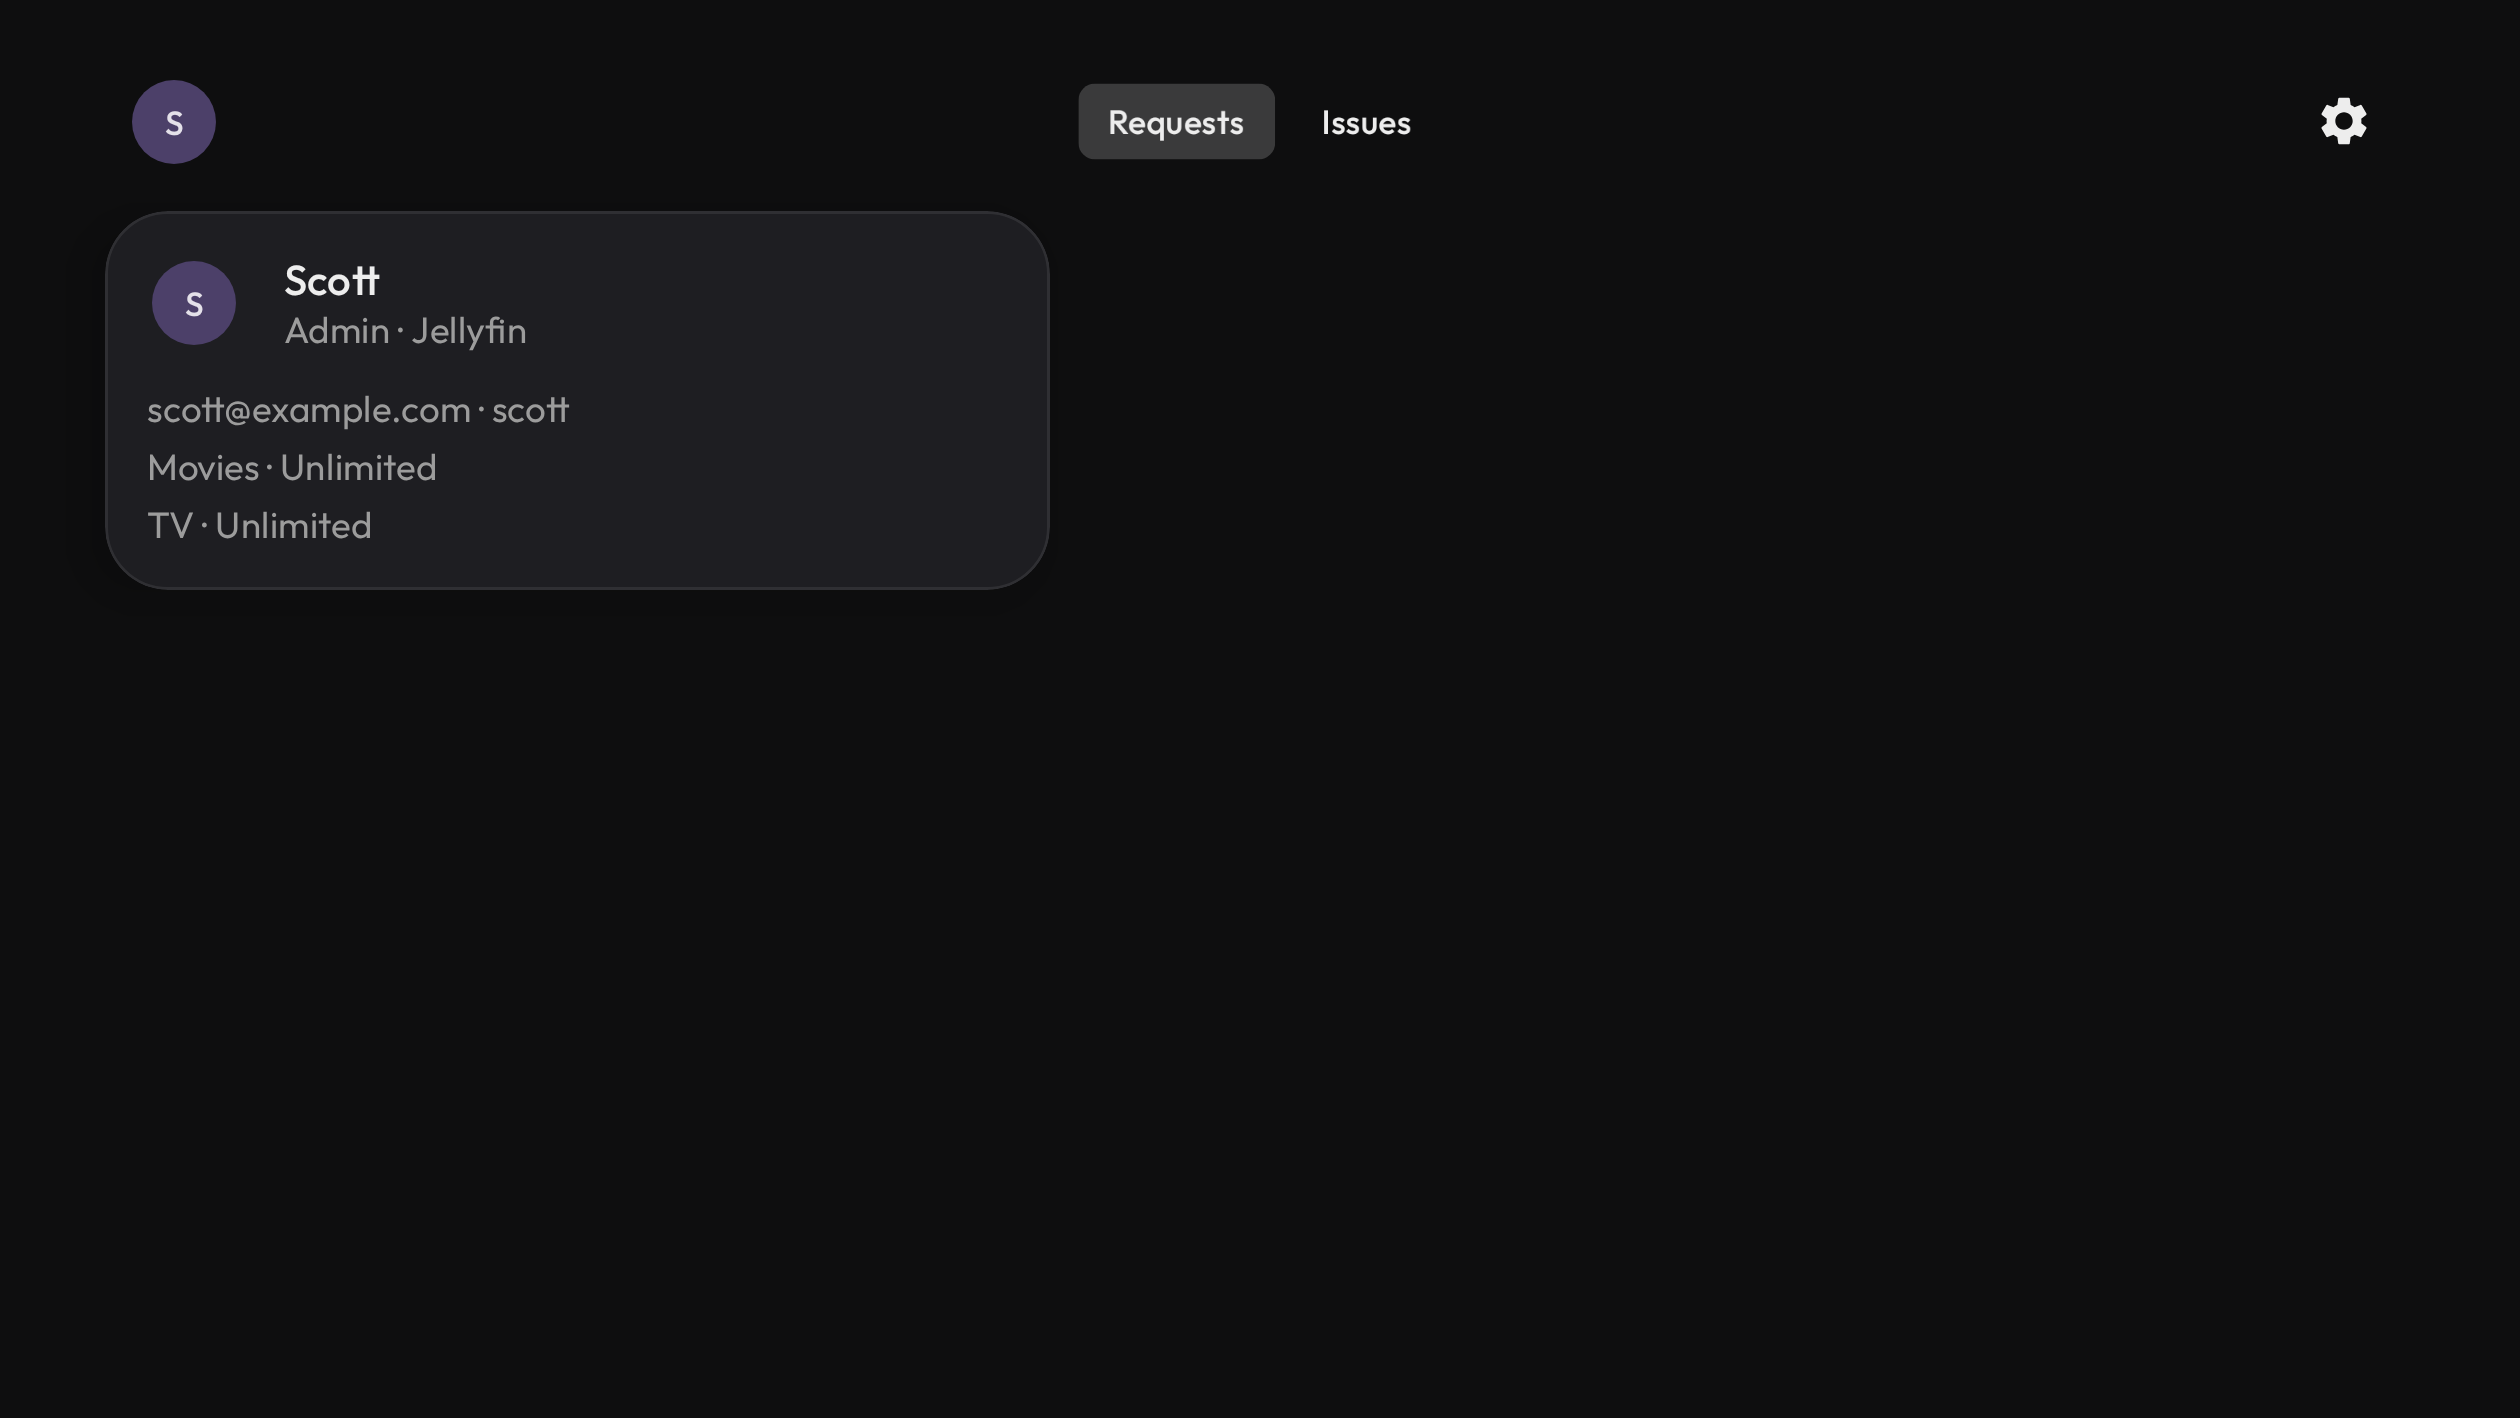 S
Requests
Issues
S
Scott
Admin · Jellyfin
scott@example.com · scott
Movies · Unlimited
TV · Unlimited